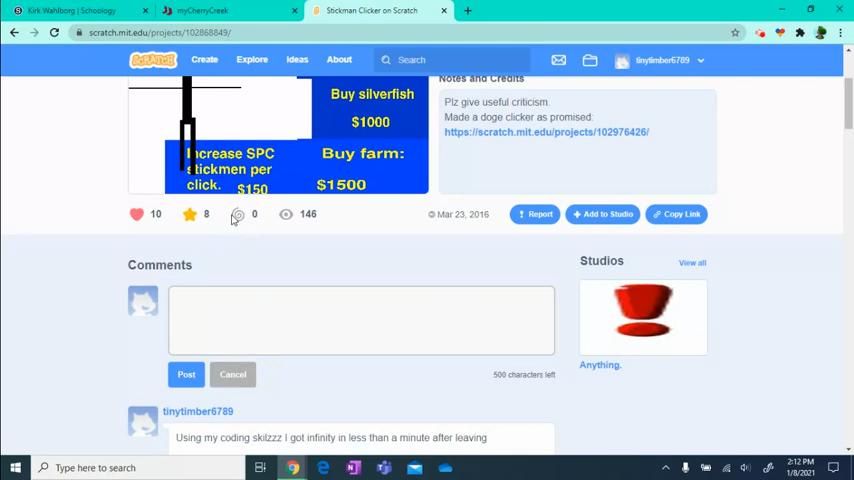 Kirk Wahlborg | Schoology
myCherryCreek
Stickman Clicker on Scratch
scratch.mit.edu/projects/102868849/
SCRATCH
Create
Explore
Ideas
About
Search
tinytimber6789
Notes and Credits
Buy silverfish
$1000
Increase SPC
stickmen per
click. $150
Buy farm:
$1500
Plz give useful criticism.
Made a doge clicker as promised:
https://scratch.mit.edu/projects/102976426/
10
8
0
146
© Mar 23, 2016
Report
Add to Studio
Copy Link
Comments
Studios
View all
Post
Cancel
500 characters left
Anything.
tinytimber6789
Using my coding skilzzz I got infinity in less than a minute after leaving
Type here to search
2:12 PM
1/8/2021